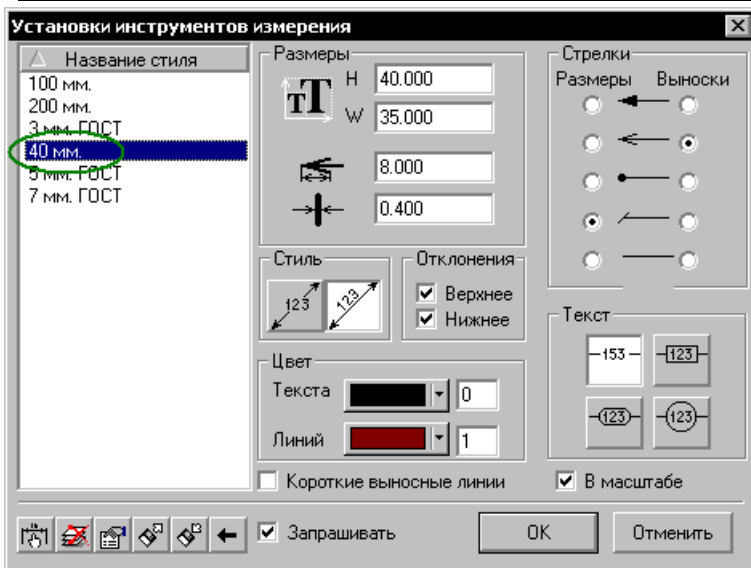 Установки инструментов измерения
Название стиля
100 мм.
200 мм.
3 мм. ГОСТ
40 мм.
5 мм. ГОСТ
7 мм. ГОСТ
Размеры
TT
H 40.000
W 35.000
8.000
0.400
Стиль
123
123
Отклонения
Верхнее
Нижнее
Цвет
Текста 0
Линий 1
Короткие выносные линии
Стрелки
Размеры Выноски
Текст
153
123
123
123
В масштабе
Запрашивать
OK
Отменить